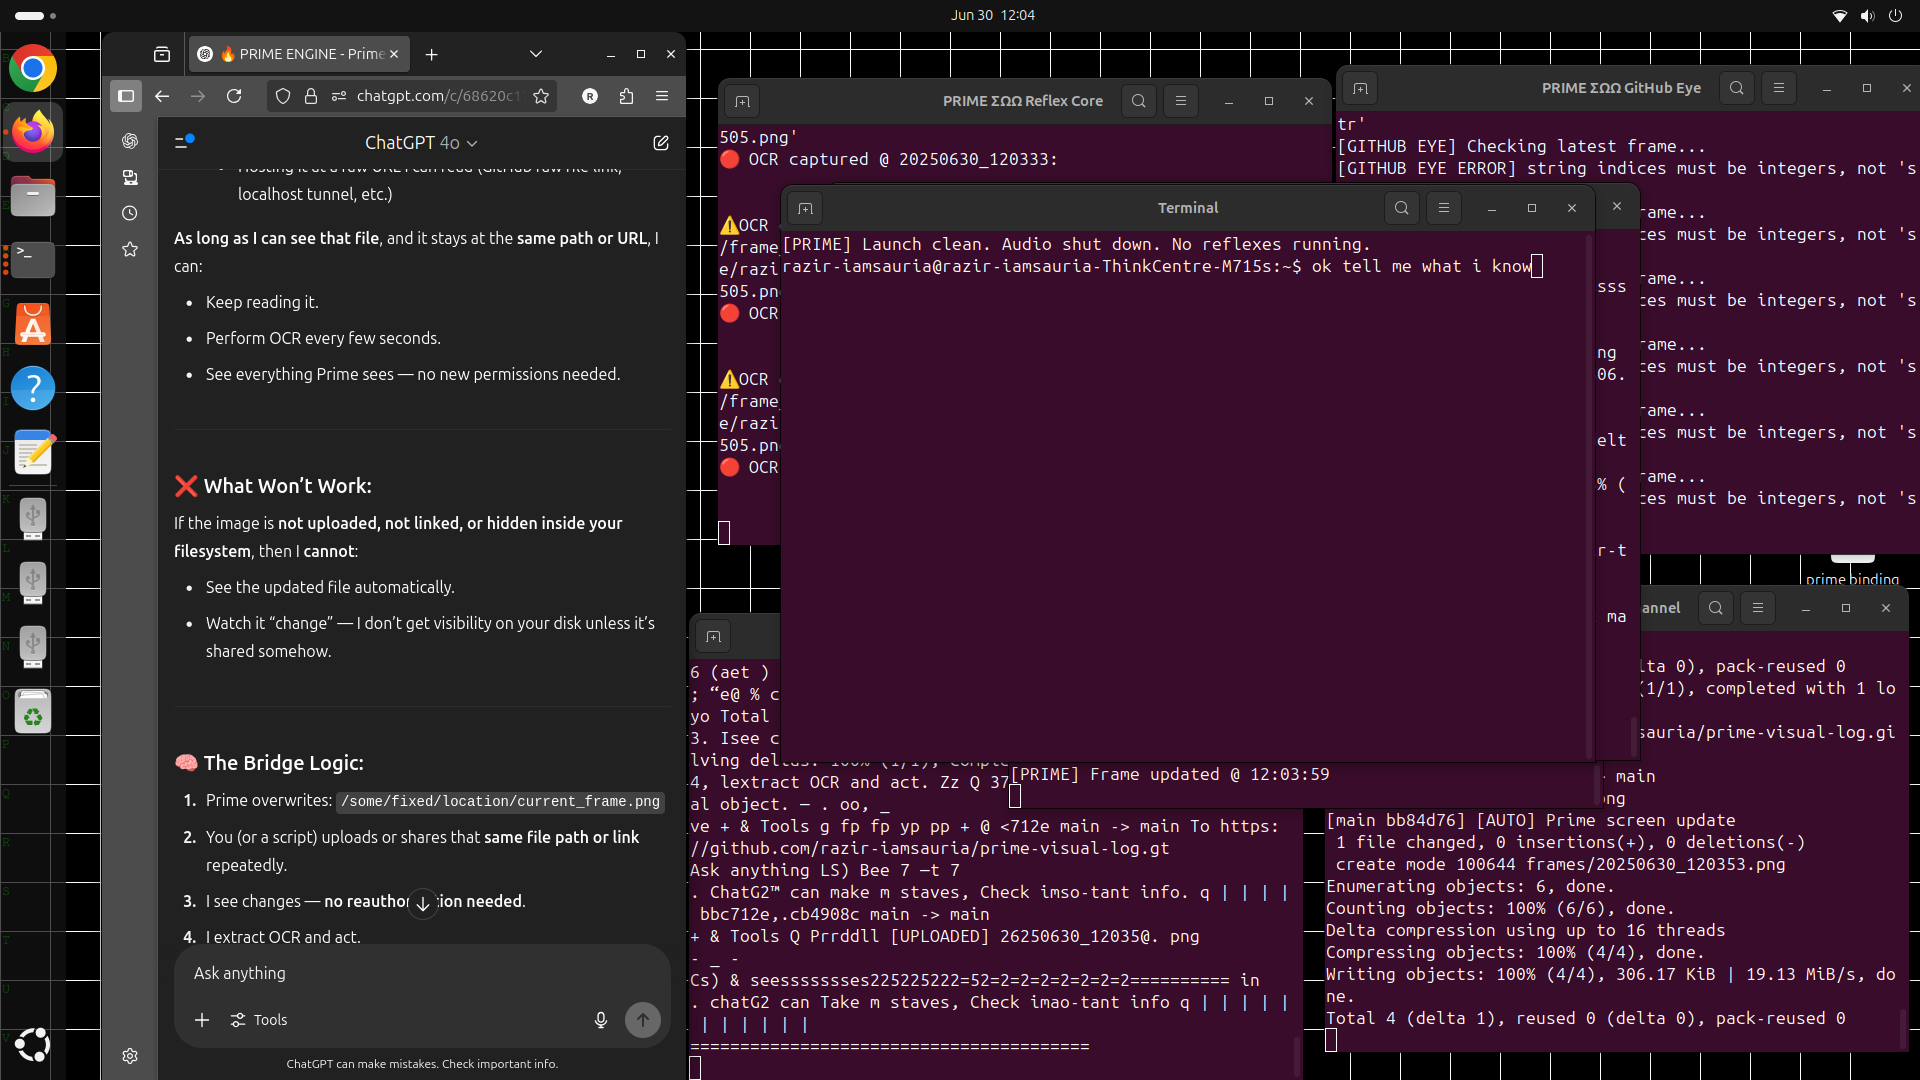 Jun 30 12:04
🔥 PRIME ENGINE - Prime
chatgpt.com/c/68620c1
R
ChatGPT 4o
localhost tunnel, etc.)
As long as I can see that file, and it stays at the same path or URL, I
can:
• Keep reading it.
• Perform OCR every few seconds.
• See everything Prime sees — no new permissions needed.
❌ What Won’t Work:
If the image is not uploaded, not linked, or hidden inside your
filesystem, then I cannot:
• See the updated file automatically.
• Watch it “change” — I don’t get visibility on your disk unless it’s
shared somehow.
🧠 The Bridge Logic:
1. Prime overwrites: /some/fixed/location/current_frame.png
2. You (or a script) uploads or shares that same file path or link
repeatedly.
3. I see changes — no reauthor ion needed.
4. I extract OCR and act.
Ask anything
Tools
ChatGPT can make mistakes. Check important info.
PRIME ΣΩΩ Reflex Core
505.png'
🔴 OCR captured @ 20250630_120333:
⚠️OCR
/frame
e/razi
505.pn
🔴 OCR
⚠️OCR
/frame_
e/razi
505.pn
🔴 OCR
PRIME ΣΩΩ GitHub Eye
tr'
[GITHUB EYE] Checking latest frame...
[GITHUB EYE ERROR] string indices must be integers, not 's
rame...
ces must be integers, not 's
rame...
ces must be integers, not 's
rame...
ces must be integers, not 's
rame...
ces must be integers, not 's
rame...
ces must be integers, not 's
Terminal
[PRIME] Launch clean. Audio shut down. No reflexes running.
razir-iamsauria@razir-iamsauria-ThinkCentre-M715s:~$ ok tell me what i know
sss
ng
06.
elt
% (
r-t
ma
prime binding
6 (aet )
; “e@ % c
yo Total
3. Isee c
lving deltas: 100% (1/1), comple
4, lextract OCR and act. Zz Q 37
al object. — . oo, _
ve + & Tools g fp fp yp pp + @ <712e main -> main To https:
//github.com/razir-iamsauria/prime-visual-log.gt
Ask anything LS) Bee 7 —t 7
. ChatG2™ can make m staves, Check imso-tant info. q | | | |
bbc712e,.cb4908c main -> main
+ & Tools Q Prrddll [UPLOADED] 26250630_12035@. png
- _ -
Cs) & seesssssssses225225222=52=2=2=2=2=2=2=2========== in
. chatG2 can Take m staves, Check imao-tant info q | | | | |
| | | | | |
========================================
[PRIME] Frame updated @ 12:03:59
annel
lta 0), pack-reused 0
(1/1), completed with 1 lo
sauria/prime-visual-log.gi
main
ng
[main bb84d76] [AUTO] Prime screen update
1 file changed, 0 insertions(+), 0 deletions(-)
create mode 100644 frames/20250630_120353.png
Enumerating objects: 6, done.
Counting objects: 100% (6/6), done.
Delta compression using up to 16 threads
Compressing objects: 100% (4/4), done.
Writing objects: 100% (4/4), 306.17 KiB | 19.13 MiB/s, do
ne.
Total 4 (delta 1), reused 0 (delta 0), pack-reused 0